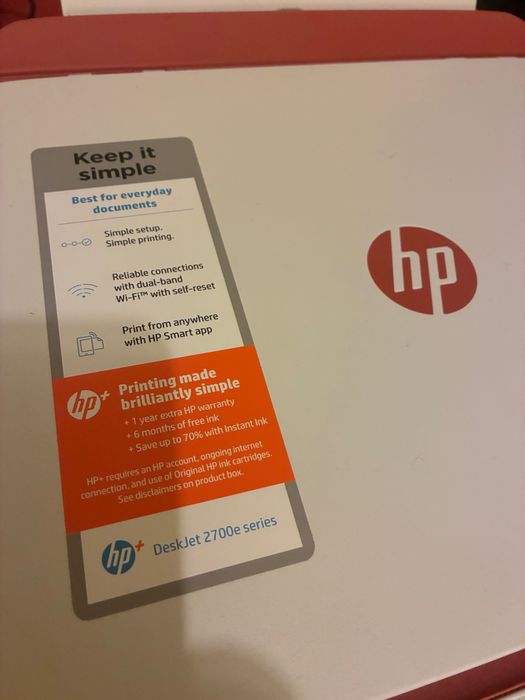 Keep it
simple
Best for everyday
documents
Simple setup.
Simple printing.
Reliable connections
with dual-band
Wi-Fi™ with self-reset
Print from anywhere
with HP Smart app
hp+
Printing made
brilliantly simple
+ 1 year extra HP warranty
+ 6 months of free ink
+ Save up to 70% with Instant Ink
HP+ requires an HP account, ongoing internet
connection, and use of Original HP ink cartridges.
See disclaimers on product box.
hp+ DeskJet 2700e series
hp